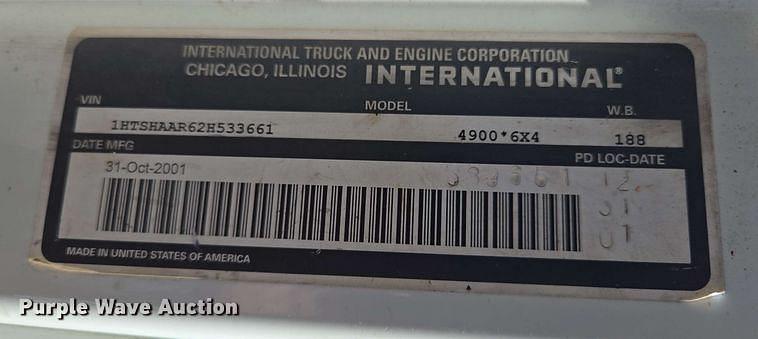 INTERNATIONAL TRUCK AND ENGINE CORPORATION
CHICAGO, ILLINOIS INTERNATIONAL®
VIN MODEL W.B.
1HTSHAAR62H533661 4900*6X4 188
DATE MFG PD LOC-DATE
31-Oct-2001 12
31
01
MADE IN UNITED STATES OF AMERICA
Purple Wave Auction